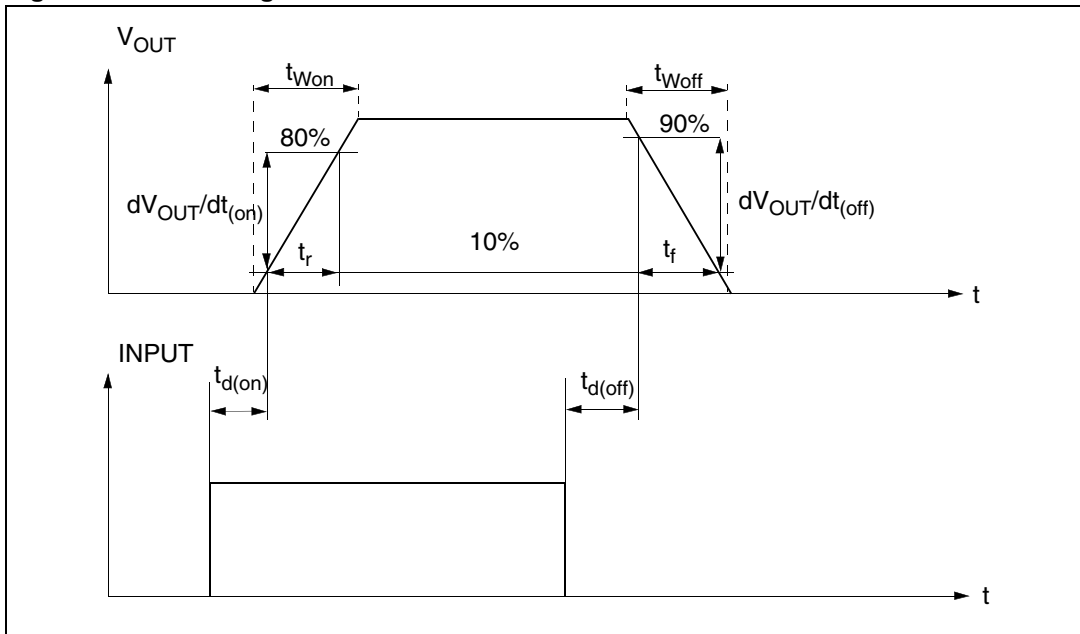 V_OUT
t_Won
t_Woff
80%
90%
dV_OUT/dt_(on)
dV_OUT/dt_(off)
t_r
10%
t_f
t
INPUT
t_d(on)
t_d(off)
t